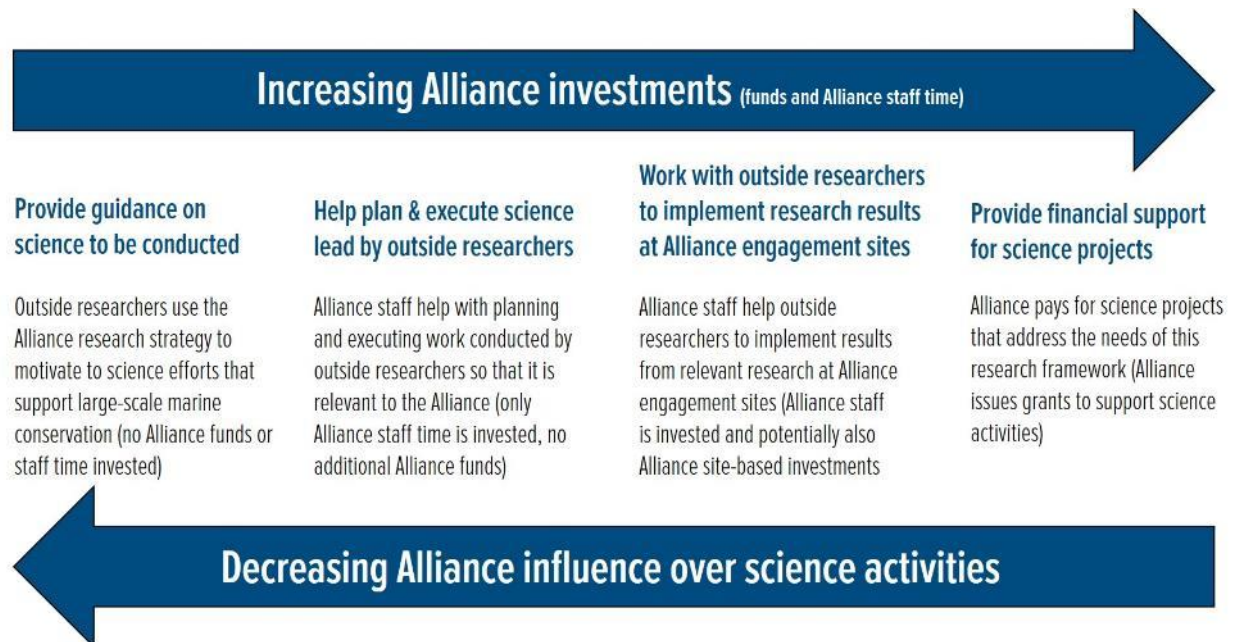 Increasing Alliance investments (funds and Alliance staff time)
Provide guidance on
science to be conducted
Outside researchers use the
Alliance research strategy to
motivate to science efforts that
support large-scale marine
conservation (no Alliance funds or
staff time invested)
Help plan & execute science
lead by outside researchers
Alliance staff help with planning
and executing work conducted by
outside researchers so that it is
relevant to the Alliance (only
Alliance staff time is invested, no
additional Alliance funds)
Work with outside researchers
to implement research results
at Alliance engagement sites
Alliance staff help outside
researchers to implement results
from relevant research at Alliance
engagement sites (Alliance staff
is invested and potentially also
Alliance site-based investments
Provide financial support
for science projects
Alliance pays for science projects
that address the needs of this
research framework (Alliance
issues grants to support science
activities)
Decreasing Alliance influence over science activities